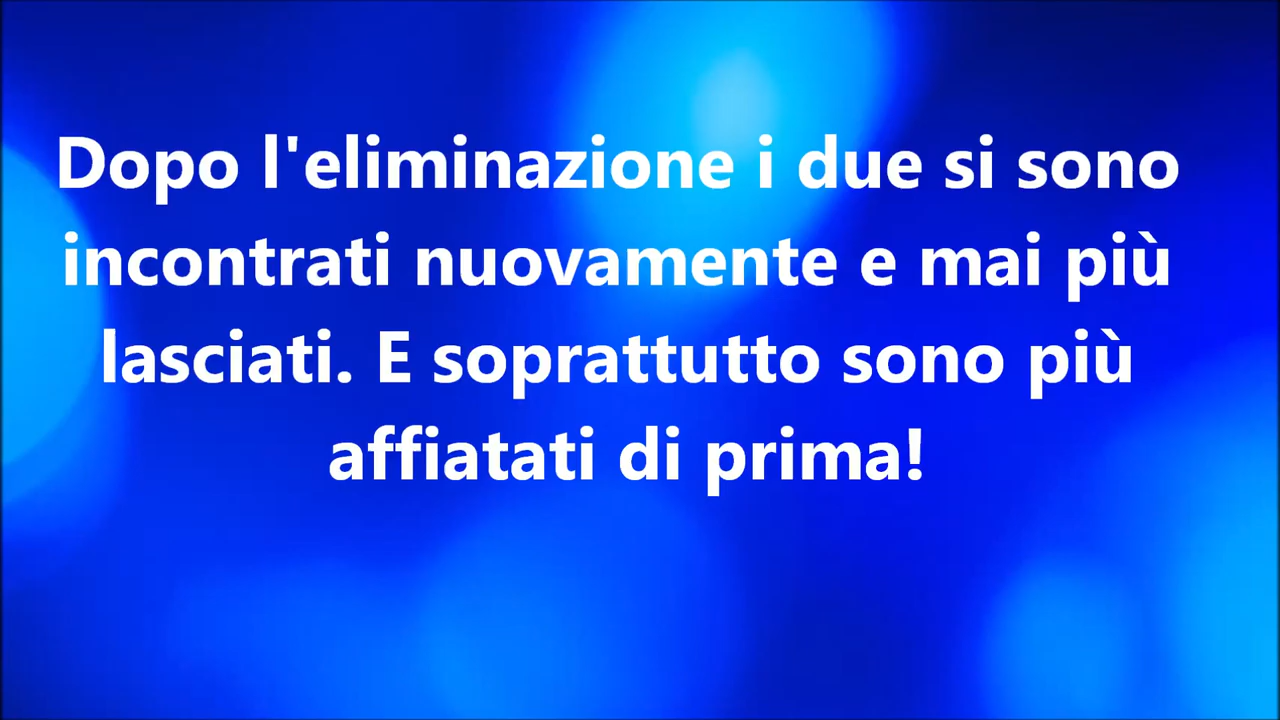 Dopo l'eliminazione i due si sono
incontrati nuovamente e mai più
lasciati. E soprattutto sono più
affiatati di prima!